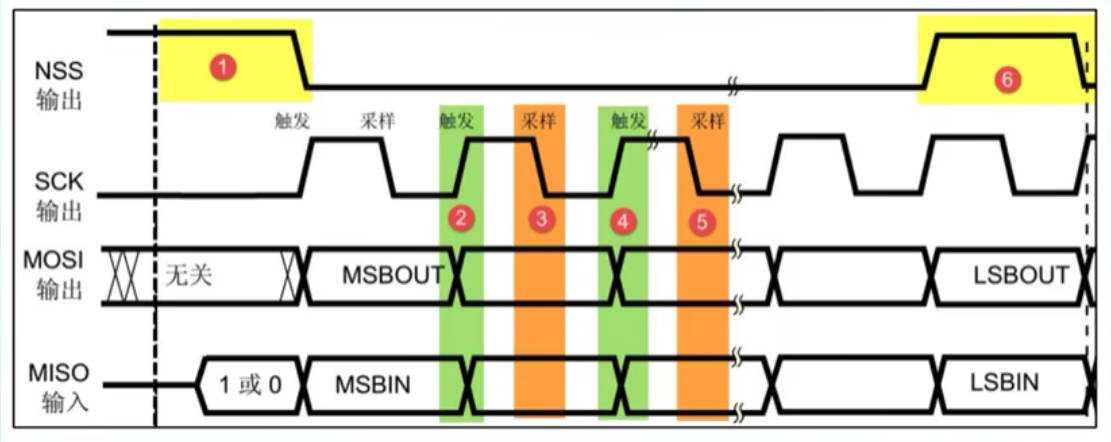 NSS
输出
1
6
触发
采样
触发
采样
触发
采样
SCK
输出
2
3
4
5
MOSI
输出
无关
MSBOUT
LSBOUT
MISO
输入
1 或 0
MSBIN
LSBIN